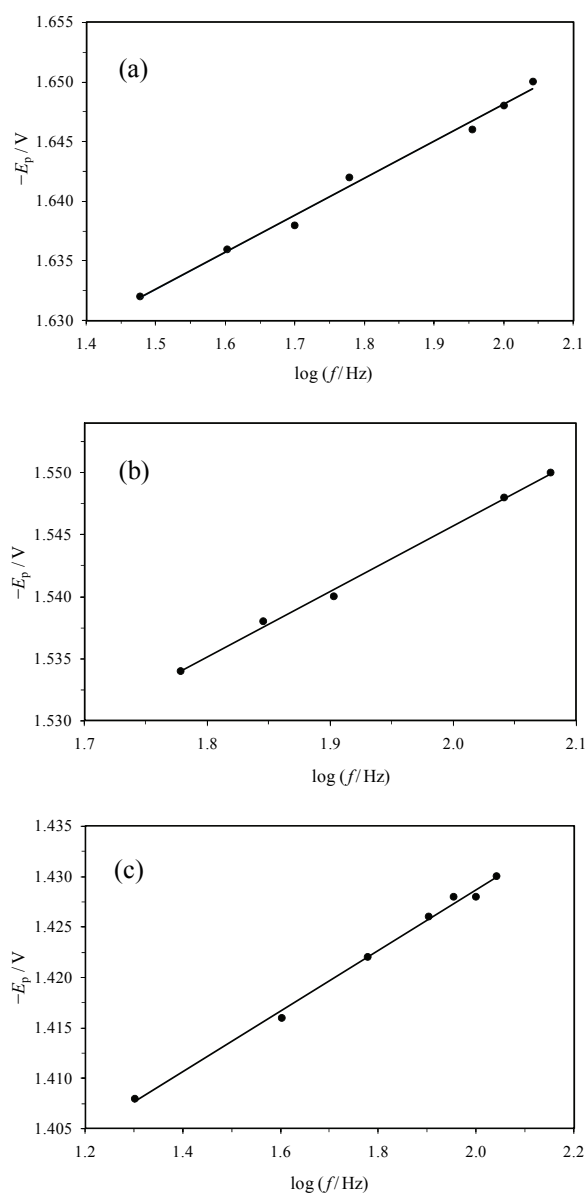 1.655
(a)
1.650
1.645
−Ep / V
1.640
1.635
1.630
1.4 1.5 1.6 1.7 1.8 1.9 2.0 2.1
log (f/Hz)
(b)
1.550
1.545
−Ep / V
1.540
1.535
1.530
1.7 1.8 1.9 2.0 2.1
log (f/Hz)
1.435
(c)
1.430
1.425
−Ep / V
1.420
1.415
1.410
1.405
1.2 1.4 1.6 1.8 2.0 2.2
log (f/Hz)